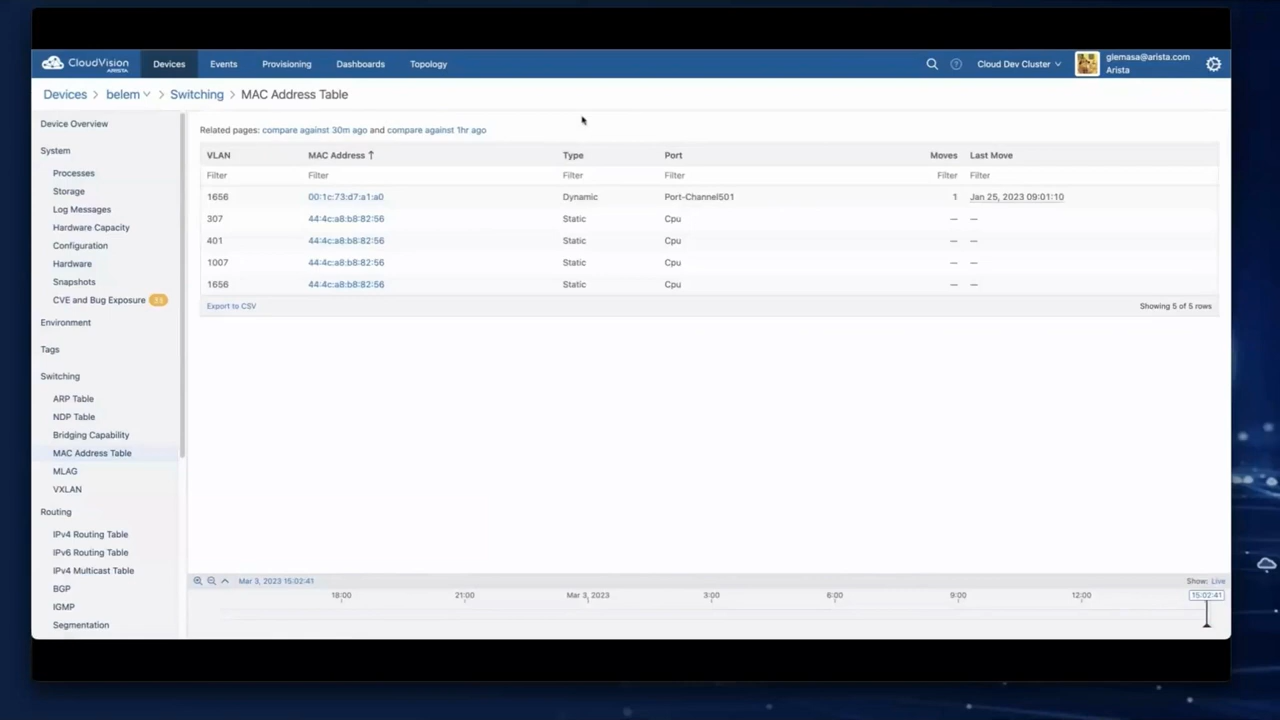 CloudVision
ARISTA
Devices
Events
Provisioning
Dashboards
Topology
Cloud Dev Cluster
glemasa@arista.com
Arista
Devices > belem > Switching > MAC Address Table
Device Overview
System
Processes
Storage
Log Messages
Hardware Capacity
Configuration
Hardware
Snapshots
CVE and Bug Exposure 33
Environment
Tags
Switching
ARP Table
NDP Table
Bridging Capability
MAC Address Table
MLAG
VXLAN
Routing
IPv4 Routing Table
IPv6 Routing Table
IPv4 Multicast Table
BGP
IGMP
Segmentation
Related pages: compare against 30m ago and compare against 1hr ago
VLAN MAC Address ↑ Type Port Moves Last Move
Filter Filter Filter Filter Filter Filter
1656 00:1c:73:d7:a1:a0 Dynamic Port-Channel501 1 Jan 25, 2023 09:01:10
307 44:4c:a8:b8:82:56 Static Cpu — —
401 44:4c:a8:b8:82:56 Static Cpu — —
1007 44:4c:a8:b8:82:56 Static Cpu — —
1656 44:4c:a8:b8:82:56 Static Cpu — —
Export to CSV Showing 5 of 5 rows
Mar 3, 2023 15:02:41 Show: Live
18:00 21:00 Mar 3, 2023 3:00 6:00 9:00 12:00 15:02:41